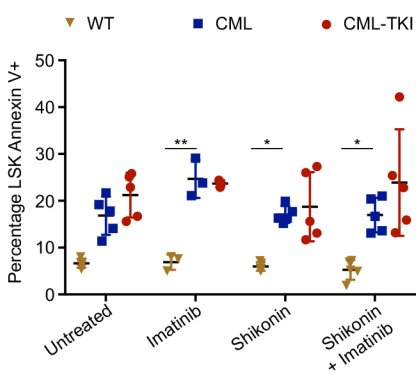 WT CML CML-TKI
Percentage LSK Annexin V+
50
40
30
20
10
0
** * *
Untreated
Imatinib
Shikonin
Shikonin
+ Imatinib